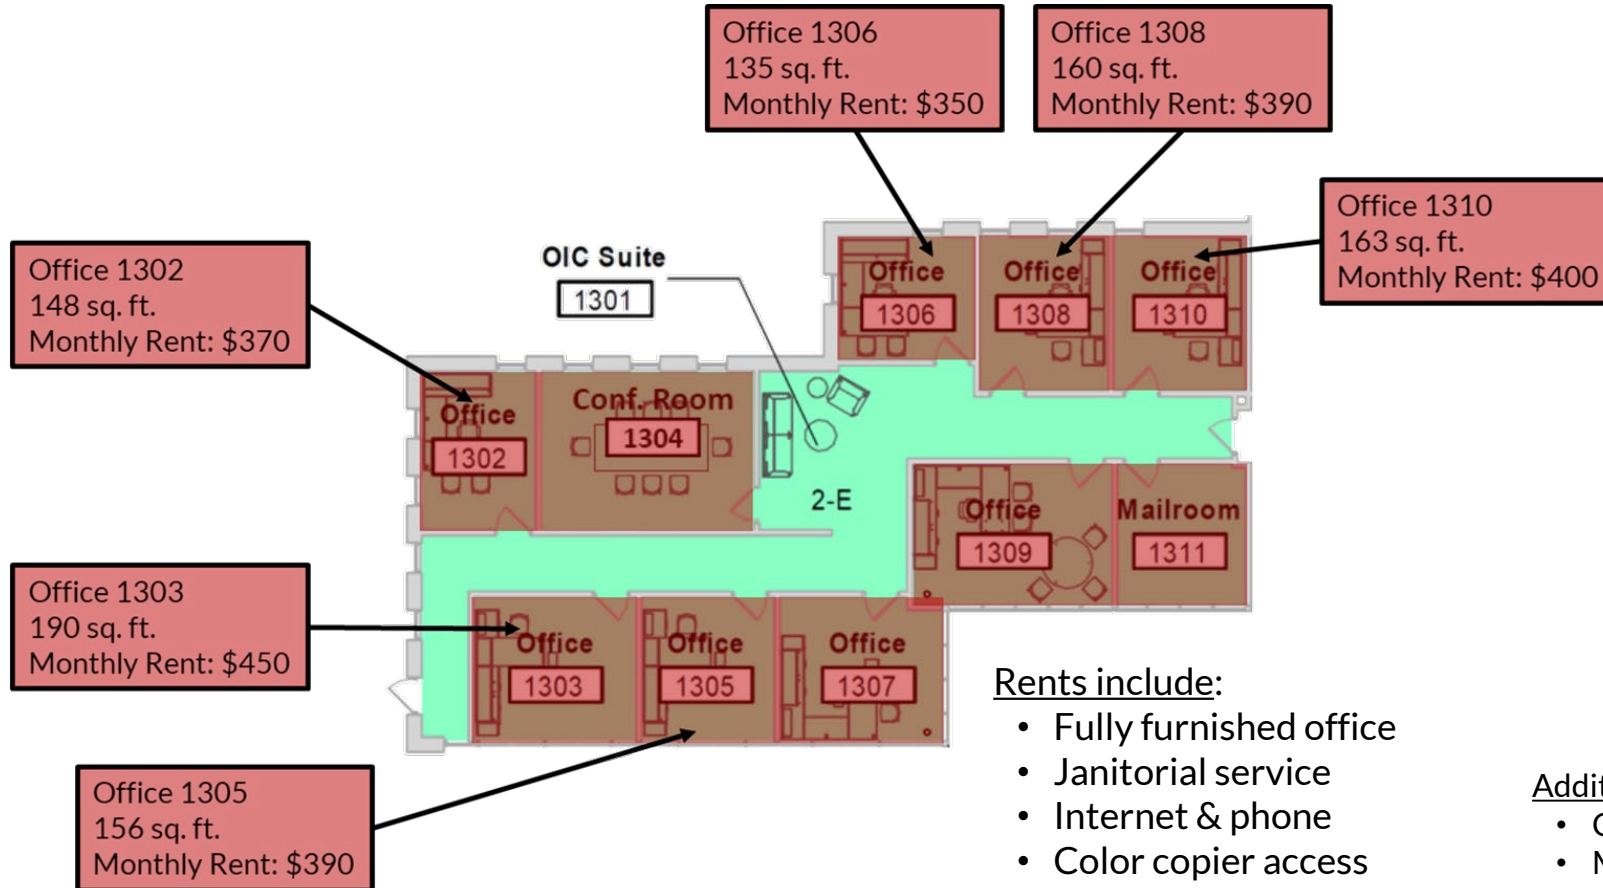 Office 1306
135 sq. ft.
Monthly Rent: $350
Office 1308
160 sq. ft.
Monthly Rent: $390
Office 1310
163 sq. ft.
Monthly Rent: $400
Office 1302
148 sq. ft.
Monthly Rent: $370
OIC Suite
1301
Office
1306
Office
1308
Office
1310
Office
1302
Conf. Room
1304
2-E
Office
1309
Mailroom
1311
Office 1303
190 sq. ft.
Monthly Rent: $450
Office
1303
Office
1305
Office
1307
Office 1305
156 sq. ft.
Monthly Rent: $390
Rents include:
• Fully furnished office
• Janitorial service
• Internet & phone
• Color copier access